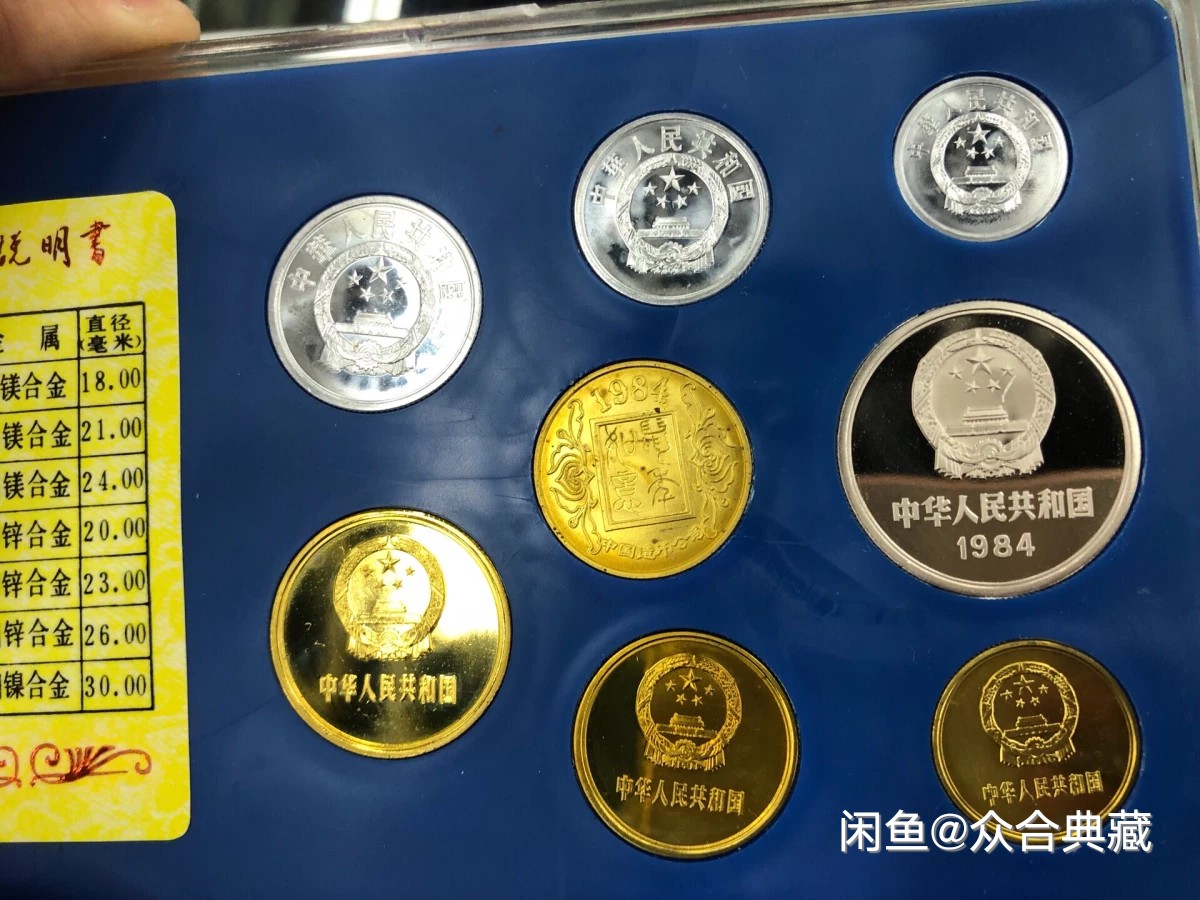 说明書
属 直径(毫米)
镁合金 18.00
镁合金 21.00
镁合金 24.00
锌合金 20.00
锌合金 23.00
锌合金 26.00
镍合金 30.00
中华人民共和国
中华人民共和国
中华人民共和国
1984
中华人民共和国
1984
中华人民共和国
中华人民共和国
中华人民共和国
闲鱼@众合典藏